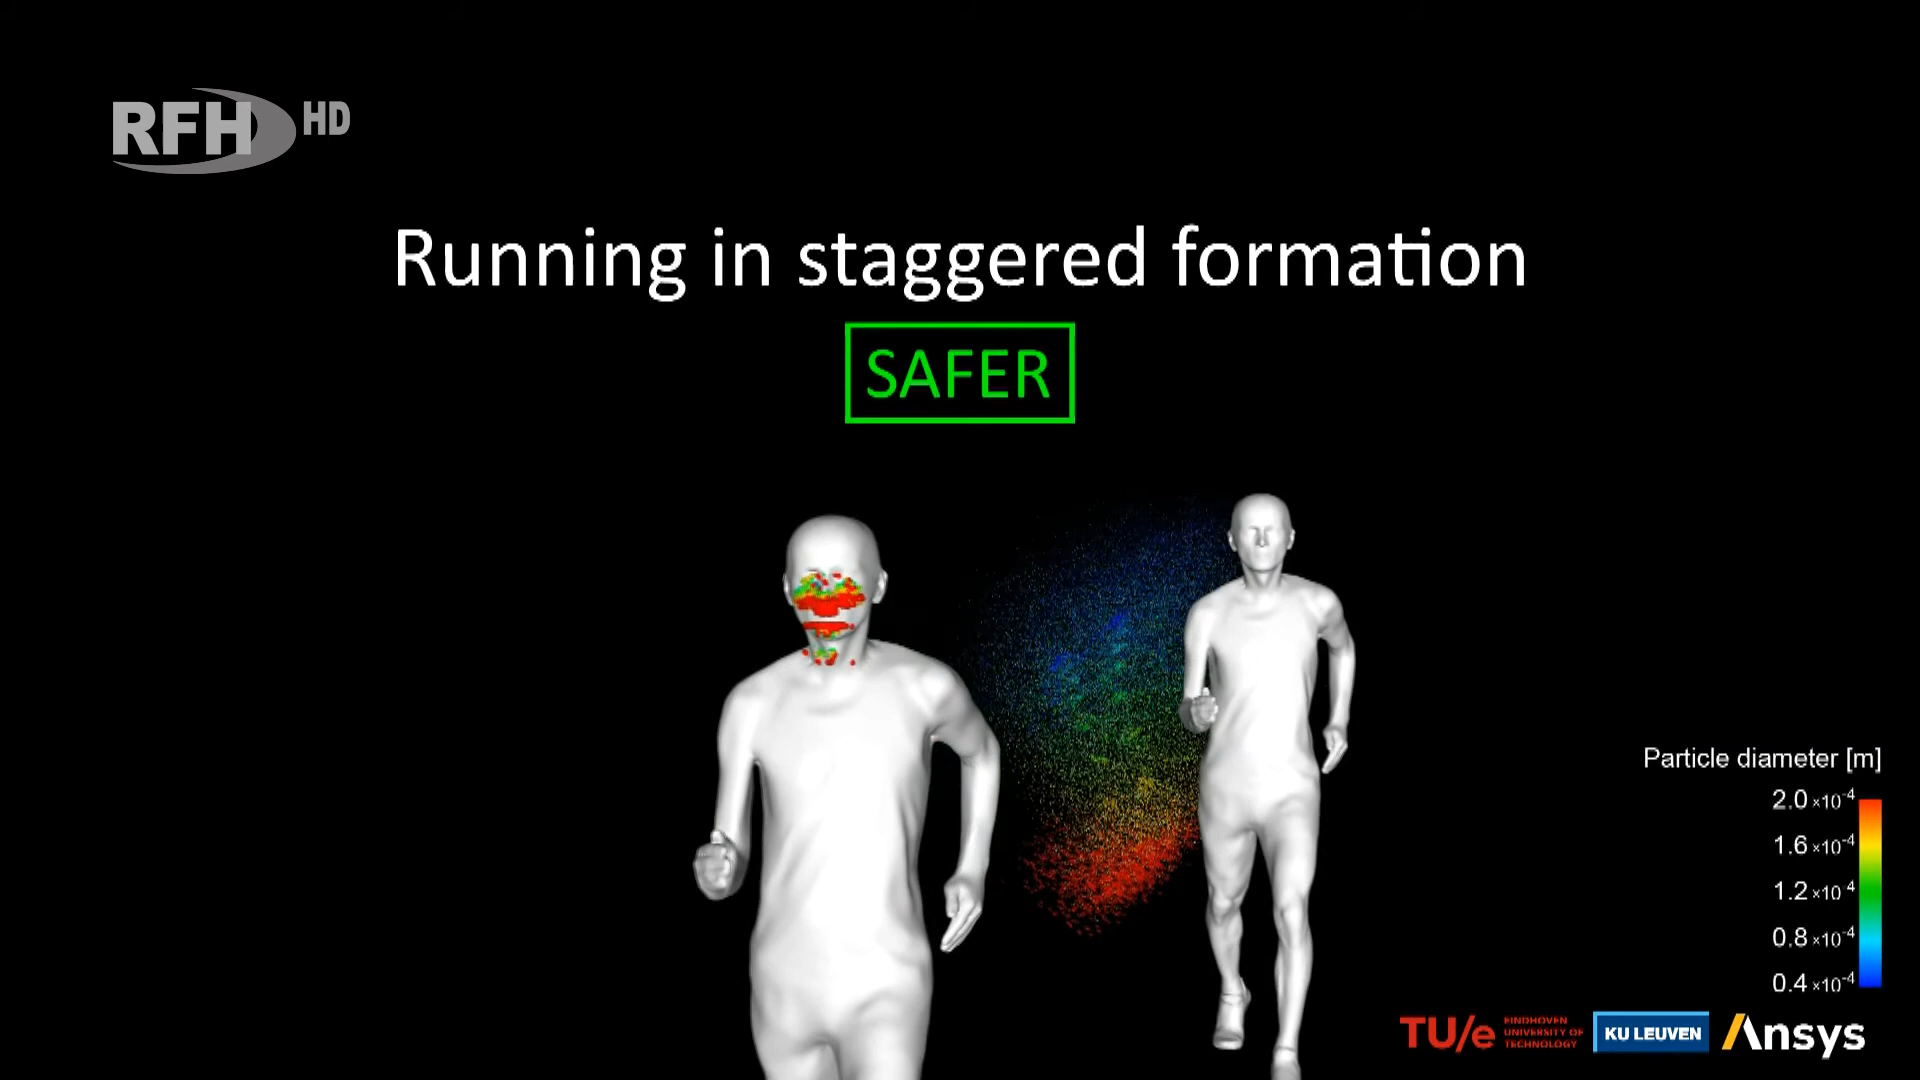 RFH HD
Running in staggered formation
SAFER
Particle diameter [m]
2.0 ×10⁻⁴
1.6 ×10⁻⁴
1.2 ×10⁻⁴
0.8 ×10⁻⁴
0.4 ×10⁻⁴
TU/e EINDHOVEN UNIVERSITY OF TECHNOLOGY
KU LEUVEN
Ansys